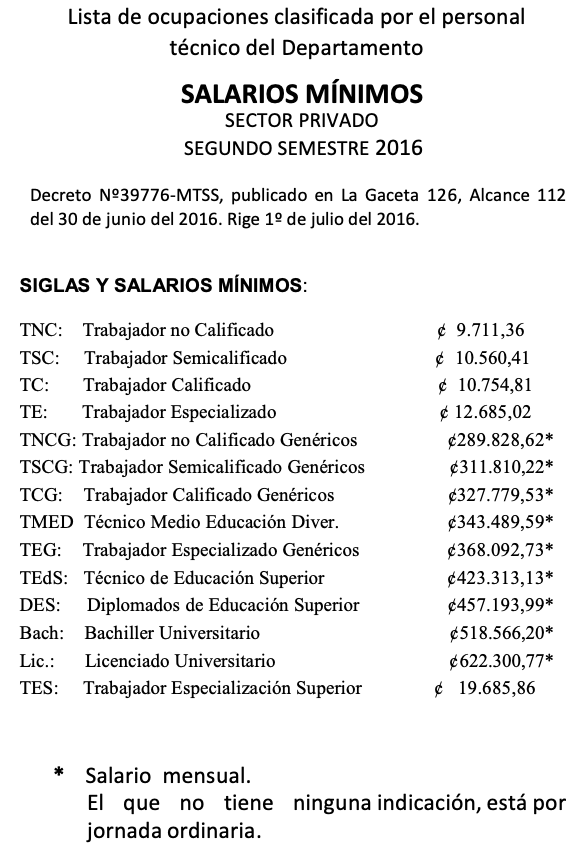 Lista de ocupaciones clasificada por el personal
técnico del Departamento
SALARIOS MÍNIMOS
SECTOR PRIVADO
SEGUNDO SEMESTRE 2016
Decreto Nº39776-MTSS, publicado en La Gaceta 126, Alcance 112
del 30 de junio del 2016. Rige 1º de julio del 2016.
SIGLAS Y SALARIOS MÍNIMOS:
TNC: Trabajador no Calificado ¢ 9.711,36
TSC: Trabajador Semicalificado ¢ 10.560,41
TC: Trabajador Calificado ¢ 10.754,81
TE: Trabajador Especializado ¢ 12.685,02
TNCG: Trabajador no Calificado Genéricos ¢289.828,62*
TSCG: Trabajador Semicalificado Genéricos ¢311.810,22*
TCG: Trabajador Calificado Genéricos ¢327.779,53*
TMED Técnico Medio Educación Diver. ¢343.489,59*
TEG: Trabajador Especializado Genéricos ¢368.092,73*
TEdS: Técnico de Educación Superior ¢423.313,13*
DES: Diplomados de Educación Superior ¢457.193,99*
Bach: Bachiller Universitario ¢518.566,20*
Lic.: Licenciado Universitario ¢622.300,77*
TES: Trabajador Especialización Superior ¢ 19.685,86
* Salario mensual.
El que no tiene ninguna indicación, está por
jornada ordinaria.